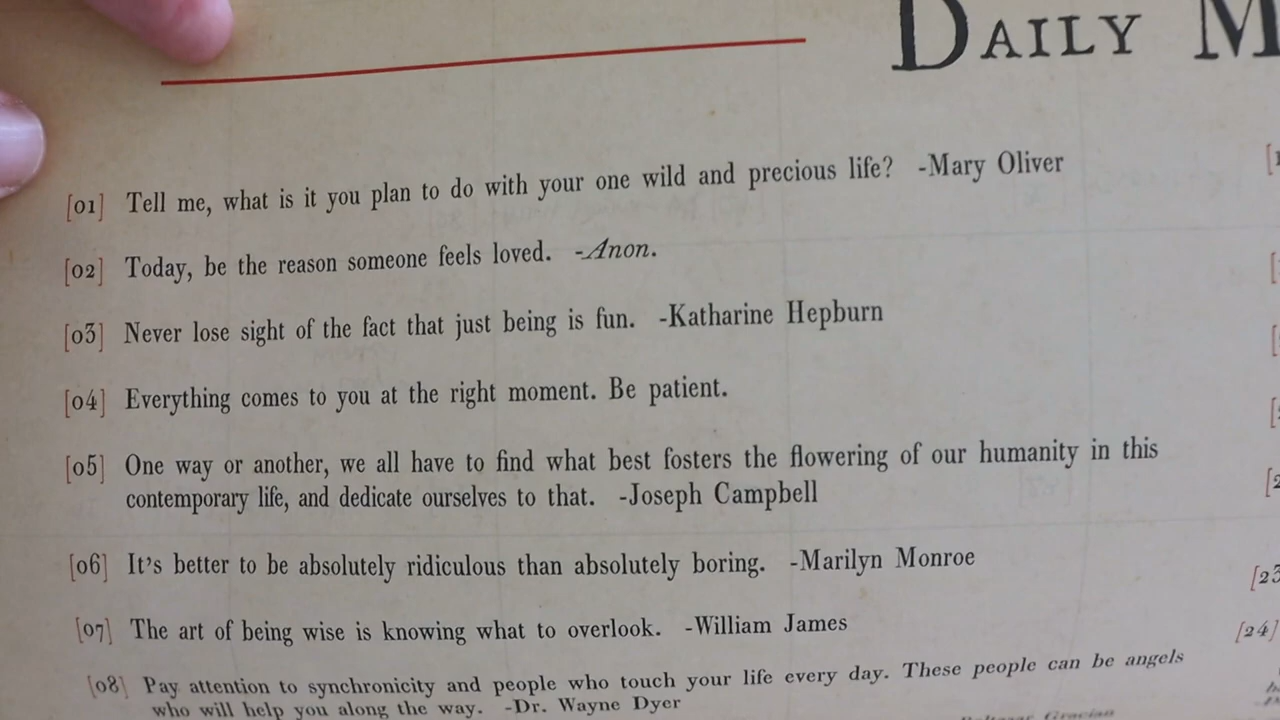 DAILY M
[01] Tell me, what is it you plan to do with your one wild and precious life? -Mary Oliver
[02] Today, be the reason someone feels loved. -Anon.
[03] Never lose sight of the fact that just being is fun. -Katharine Hepburn
[04] Everything comes to you at the right moment. Be patient.
[05] One way or another, we all have to find what best fosters the flowering of our humanity in this
contemporary life, and dedicate ourselves to that. -Joseph Campbell
[06] It's better to be absolutely ridiculous than absolutely boring. -Marilyn Monroe
[07] The art of being wise is knowing what to overlook. -William James
[08] Pay attention to synchronicity and people who touch your life every day. These people can be angels
who will help you along the way. -Dr. Wayne Dyer
Baltasar Gracian
[23
[24]